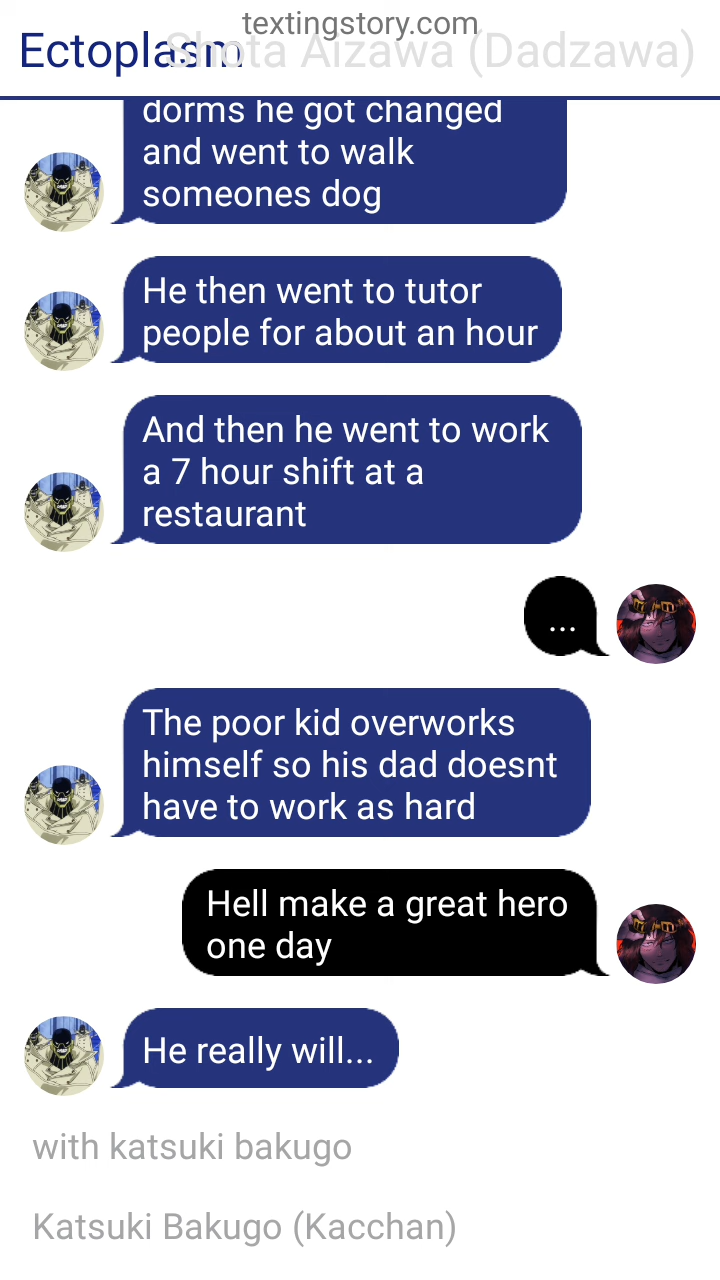 textingstory.com
Ectoplasm Shota Aizawa (Dadzawa)
dorms he got changed
and went to walk
someones dog
He then went to tutor
people for about an hour
And then he went to work
a 7 hour shift at a
restaurant
...
The poor kid overworks
himself so his dad doesnt
have to work as hard
Hell make a great hero
one day
He really will...
with katsuki bakugo
Katsuki Bakugo (Kacchan)